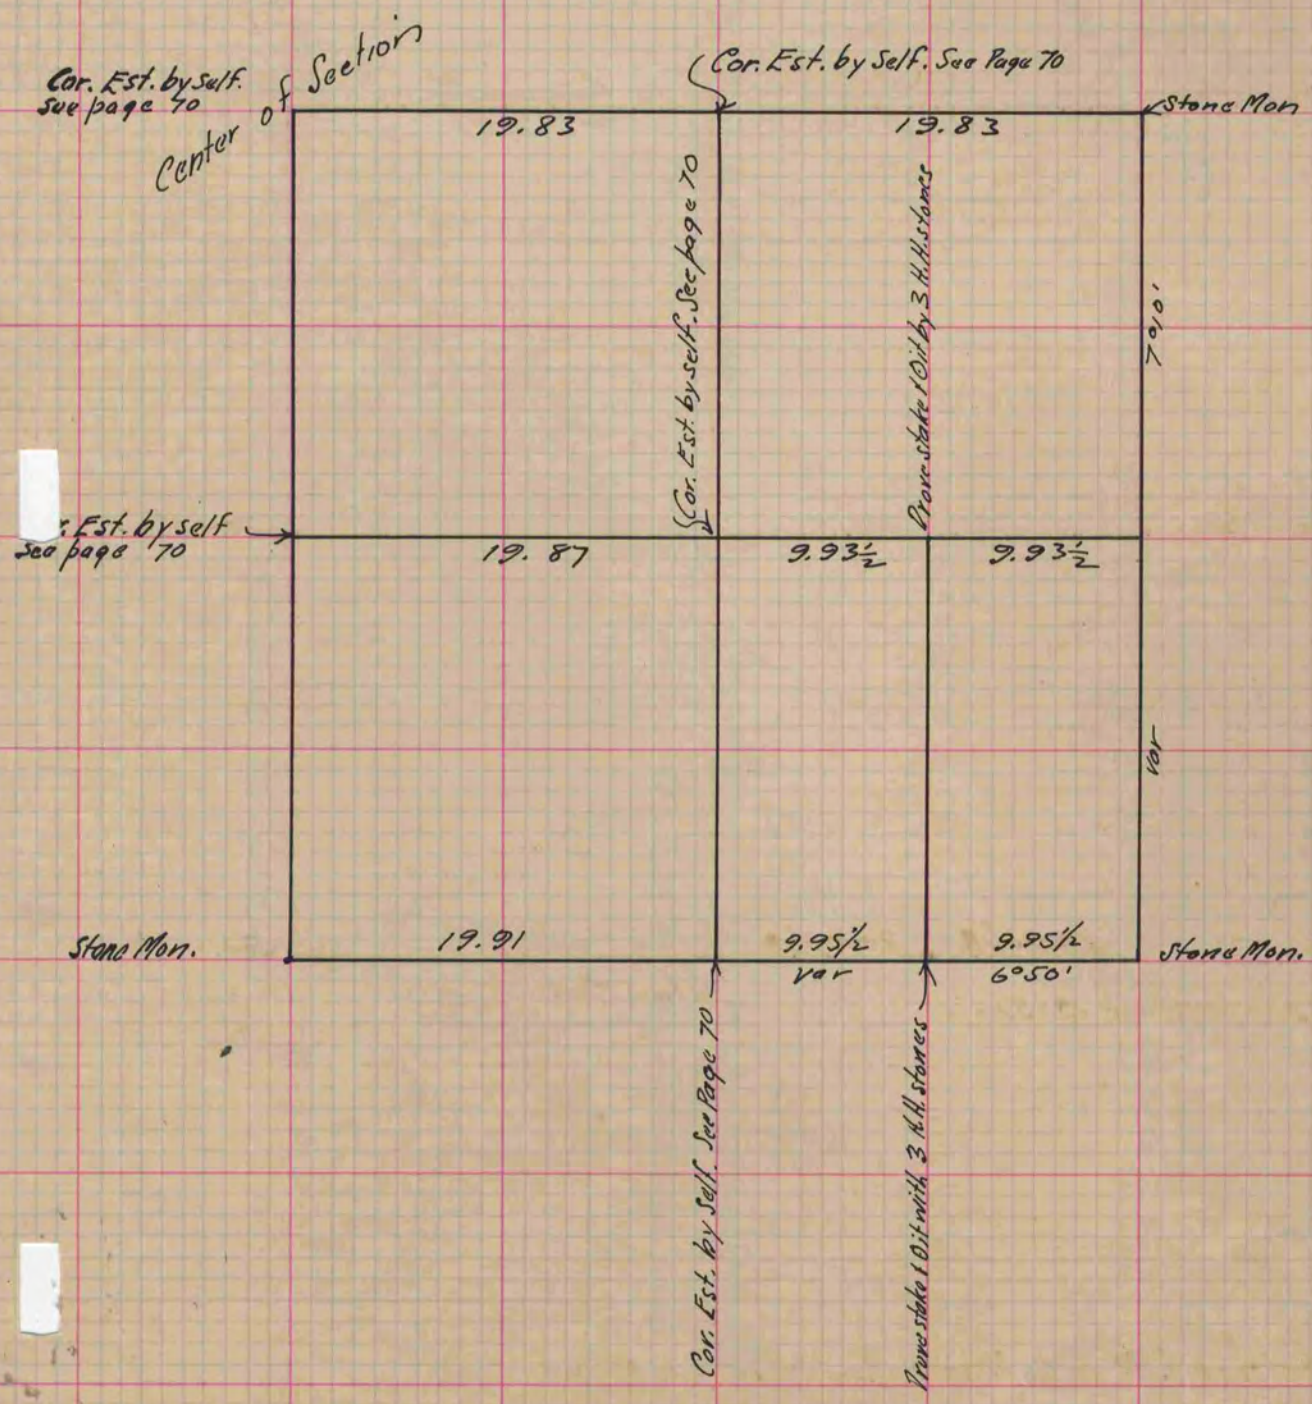 Cor. Est. by Self.
See page 70
Center of Section
Cor. Est. by Self. See Page 70
Stone Mon
19.83
19.83
Cor. Est. by self. See page 70
Drove stake & Oit by 3 H.H. stones
7°10'
Est. by self
See page 70
19.87
9.93½
9.93½
Var
Stone Mon.
19.91
9.95½
9.95½
Stone Mon.
Var
6°50'
Cor. Est. by Self. See Page 70
Drove stake & Oit with 3 H.H. stones